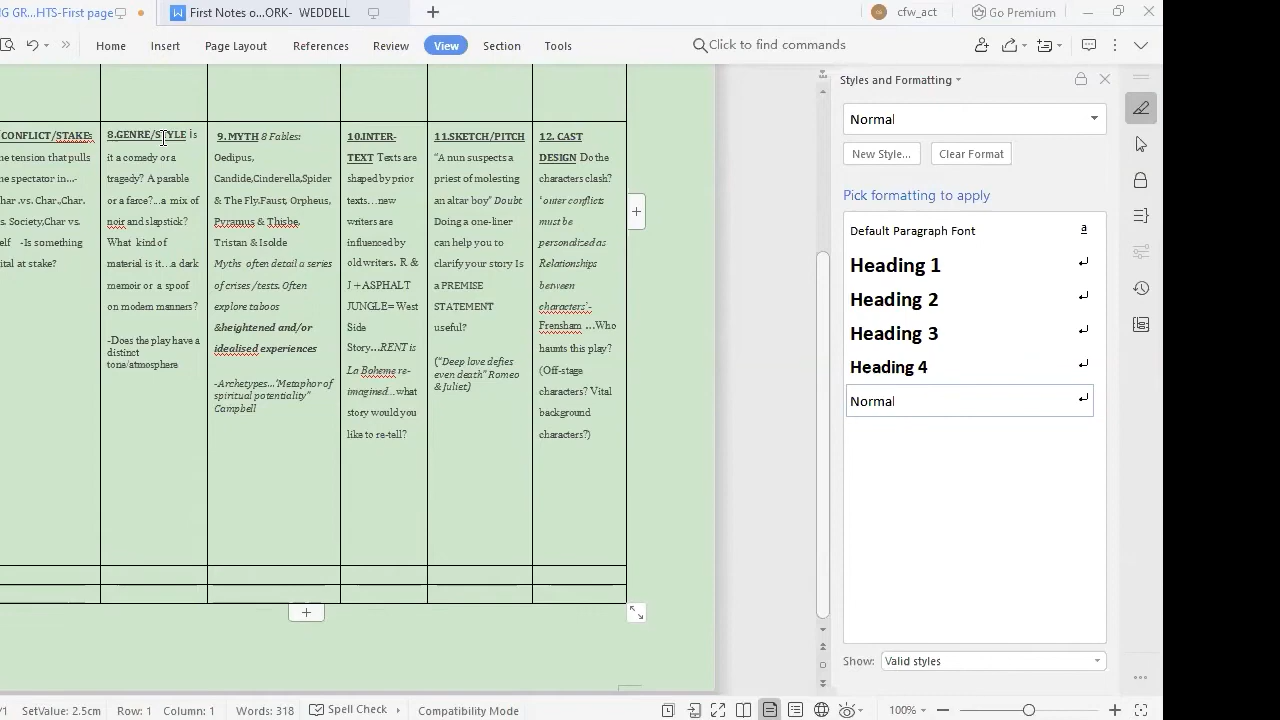 NG GR...HTS-First page
First Notes o...ORK- WEDDELL
cfw_act
Go Premium
Home
Insert
Page Layout
References
Review
View
Section
Tools
Click to find commands
CONFLICT/STAKEs
he tension that pulls
he spectator in...-
har .vs. Char.,Char.
s. Society,Char vs.
elf -Is something
ital at stake?
8.GENRE/STYLE Is
it a comedy or a
tragedy? A parable
or a farce?...a mix of
noir and slapstick?
What kind of
material is it...a dark
memoir or a spoof
on modern manners?
-Does the play have a
distinct
tone/atmosphere
9. MYTH 8 Fables:
Oedipus,
Candide,Cinderella,Spider
& The Fly.Faust, Orpheus,
Pyramus & Thisbe,
Tristan & Isolde
Myths often detail a series
of crises /tests. Often
explore taboos
&heightened and/or
idealised experiences
-Archetypes...'Metaphor of
spiritual potentiality"
Campbell
10.INTER-
TEXT Texts are
shaped by prior
texts...new
writers are
influenced by
old writers. R &
J + ASPHALT
JUNGLE= West
Side
Story...RENT is
La Boheme re-
imagined...what
story would you
like to re-tell?
11.SKETCH/PITCH
"A nun suspects a
priest of molesting
an altar boy" Doubt
Doing a one-liner
can help you to
clarify your story Is
a PREMISE
STATEMENT
useful?
("Deep love defies
even death" Romeo
& Juliet)
12. CAST
DESIGN Do the
characters clash?
'outer conflicts
must be
personalized as
Relationships
between
characters'-
Frensham ...Who
haunts this play?
(Off-stage
characters? Vital
background
characters?)
Styles and Formatting
Normal
New Style...
Clear Format
Pick formatting to apply
Default Paragraph Font
a
Heading 1
Heading 2
Heading 3
Heading 4
Normal
Show:
Valid styles
/1
SetValue: 2.5cm
Row: 1
Column: 1
Words: 318
Spell Check
Compatibility Mode
100%